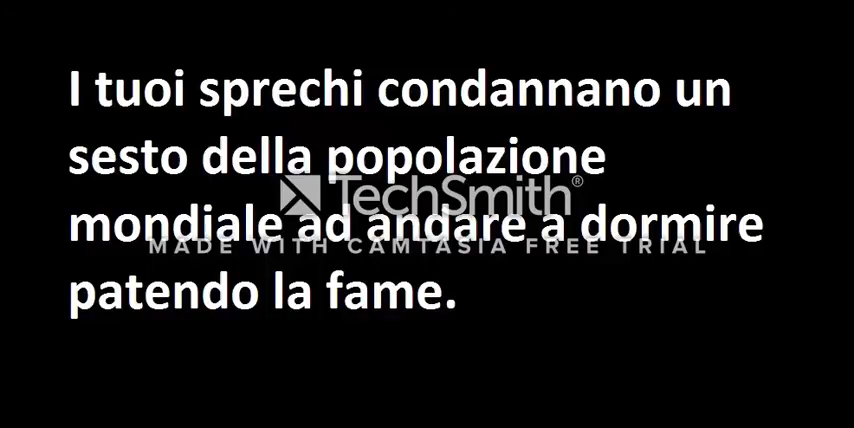 I tuoi sprechi condannano un
sesto della popolazione
TechSmith®
mondiale ad andare a dormire
MADE WITH CAMTASIA FREE TRIAL
patendo la fame.